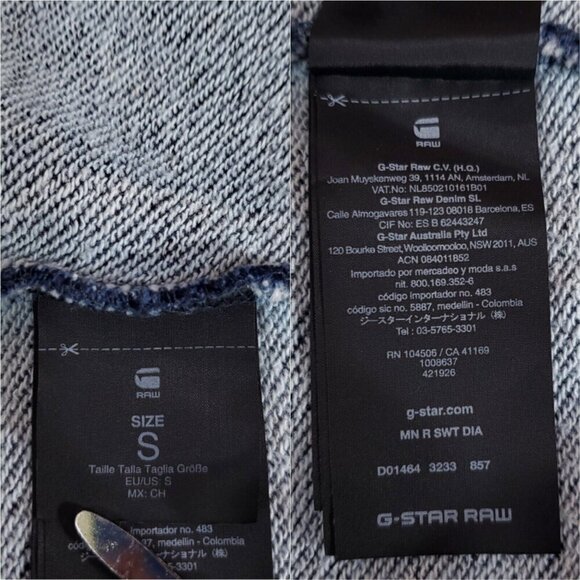 RAW
SIZE
S
Taille Talla Taglia Größe
EU/US: S
MX: CH
Importador no. 483
37, medellin - Colombia
ーナショナル (株)
RAW
G-Star Raw C.V. (H.Q.)
Joan Muyskenweg 39, 1114 AN, Amsterdam, NL
VAT.No: NL850210161B01
G-Star Raw Denim SL
Calle Almogavares 119-123 08018 Barcelona, ES
CIF No: ES B 62443247
G-Star Australia Pty Ltd
120 Bourke Street, Woolloomooloo, NSW 2011, AUS
ACN 084011852
Importado por mercadeo y moda s.a.s
nit. 800.169.352-6
código importador no. 483
código sic no. 5887, medellin - Colombia
ジースターインターナショナル (株)
Tel : 03-5765-3301
RN 104506 / CA 41169
1008637
421926
g-star.com
MN R SWT DIA
D01464 3233 857
G-STAR RAW